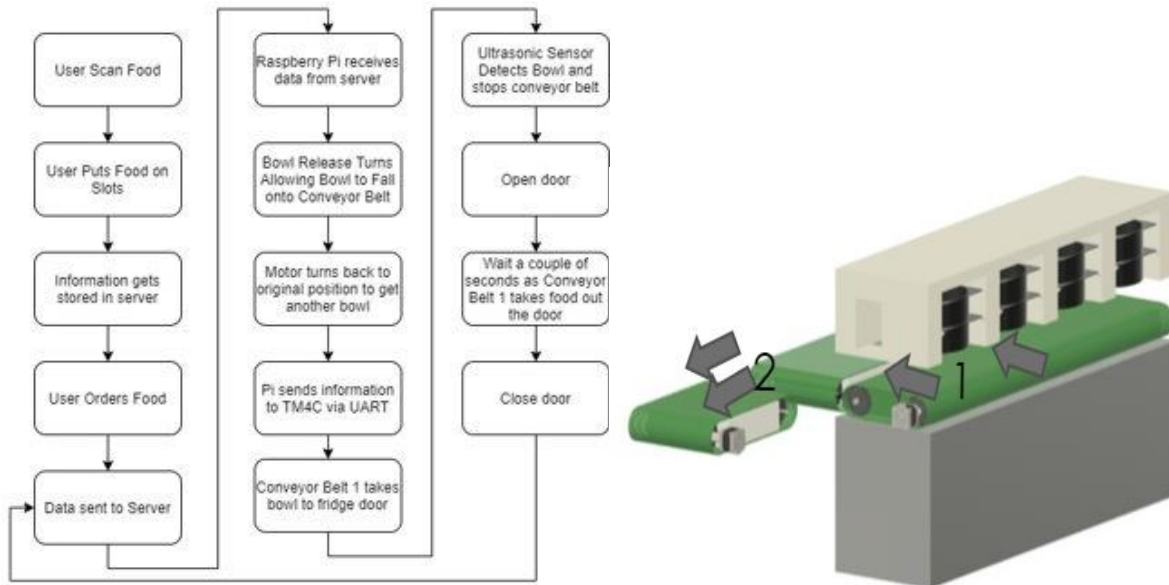 User Scan Food
User Puts Food on
Slots
Information gets
stored in server
User Orders Food
Data sent to Server
Raspberry Pi receives
data from server
Bowl Release Turns
Allowing Bowl to Fall
onto Conveyor Belt
Motor turns back to
original position to get
another bowl
Pi sends information
to TM4C via UART
Conveyor Belt 1 takes
bowl to fridge door
Ultrasonic Sensor
Detects Bowl and
stops conveyor belt
Open door
Wait a couple of
seconds as Conveyor
Belt 1 takes food out
the door
Close door
2
1